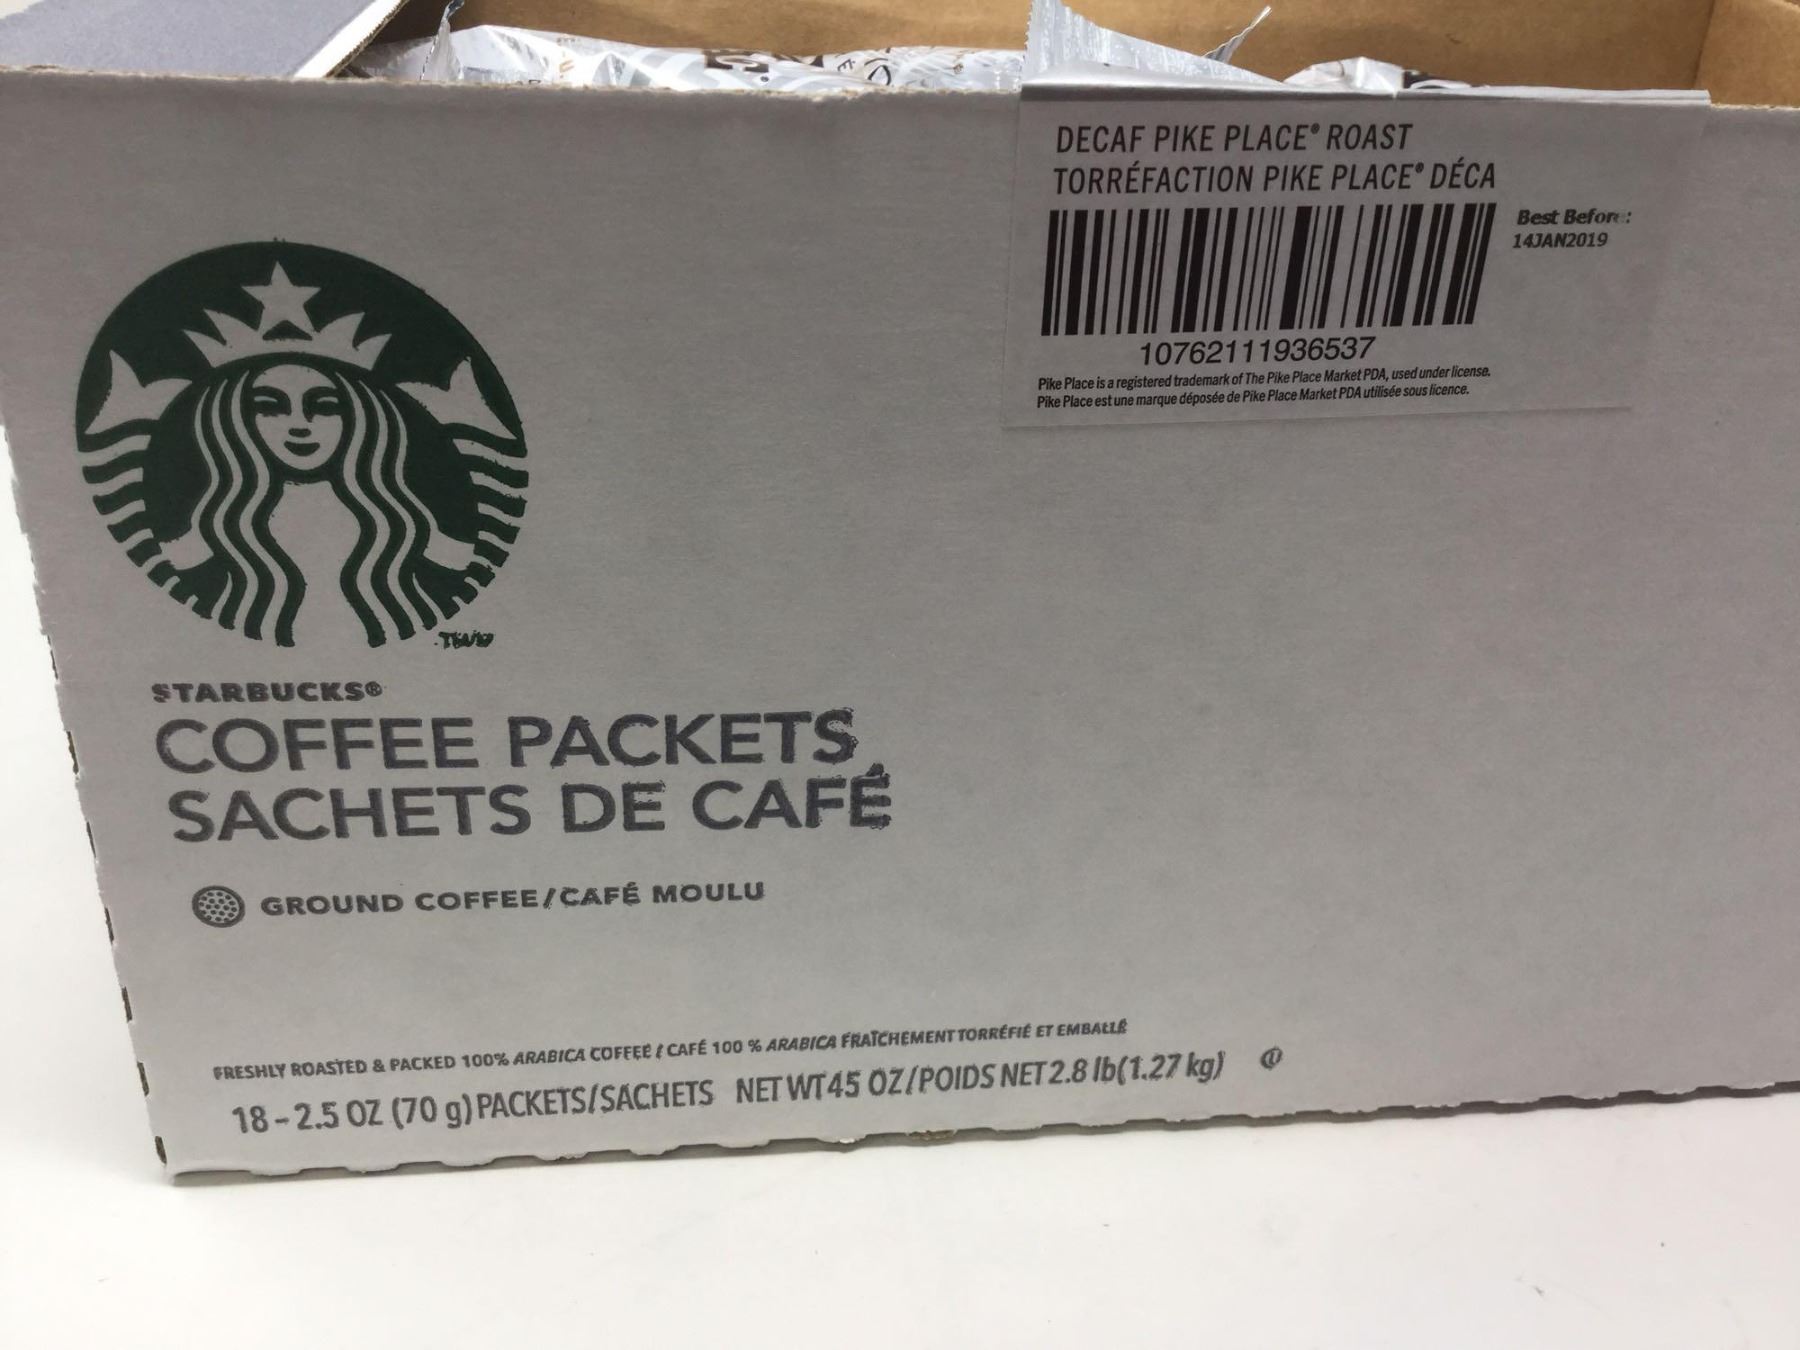 DECAF PIKE PLACE® ROAST
TORRÉFACTION PIKE PLACE® DÉCA
Best Before:
14JAN2019
10762111936537
Pike Place is a registered trademark of The Pike Place Market PDA, used under license.
Pike Place est une marque déposée de Pike Place Market PDA utilisée sous licence.
STARBUCKS®
COFFEE PACKETS
SACHETS DE CAFÉ
GROUND COFFEE/CAFÉ MOULU
FRESHLY ROASTED & PACKED 100% ARABICA COFFEE / CAFÉ 100 % ARABICA FRAÎCHEMENT TORRÉFIÉ ET EMBALLÉ
18-2.5 OZ (70 g) PACKETS/SACHETS NET WT 45 OZ/POIDS NET 2.8 lb(1.27 kg)